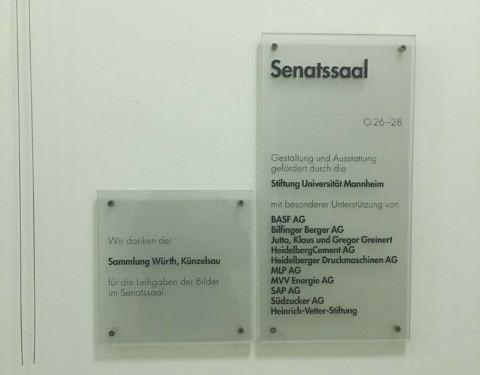 Senatssaal
O 26–28
Gestaltung und Ausstattung
gefördert durch die
Stiftung Universität Mannheim
mit besonderer Unterstützung von
BASF AG
Bilfinger Berger AG
Jutta, Klaus und Gregor Greinert
HeidelbergCement AG
Heidelberger Druckmaschinen AG
MLP AG
MVV Energie AG
SAP AG
Südzucker AG
Heinrich-Vetter-Stiftung
Wir danken der
Sammlung Würth, Künzelsau
für die Leihgaben der Bilder
im Senatssaal.